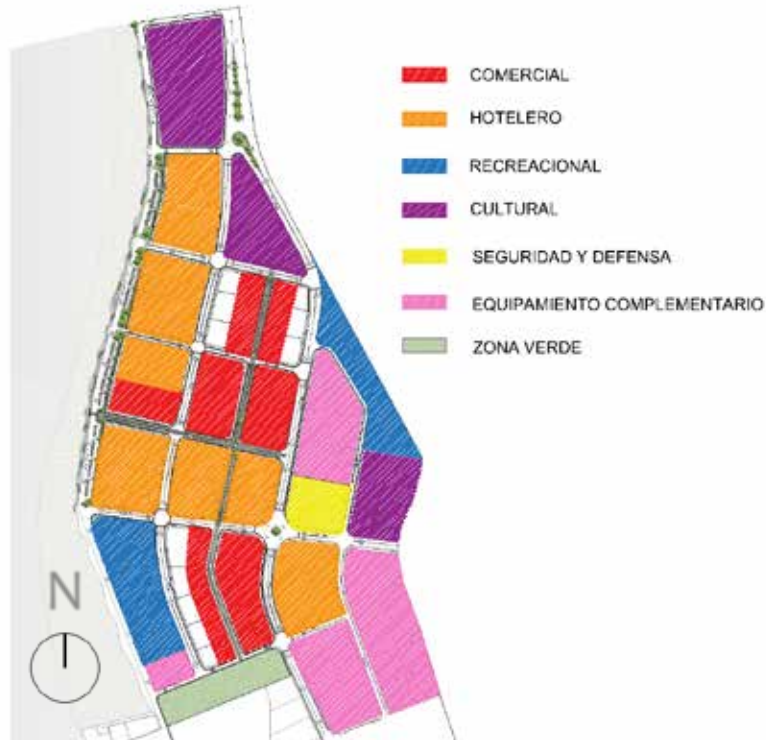 COMERCIAL
HOTELERO
RECREACIONAL
CULTURAL
SEGURIDAD Y DEFENSA
EQUIPAMIENTO COMPLEMENTARIO
ZONA VERDE
N